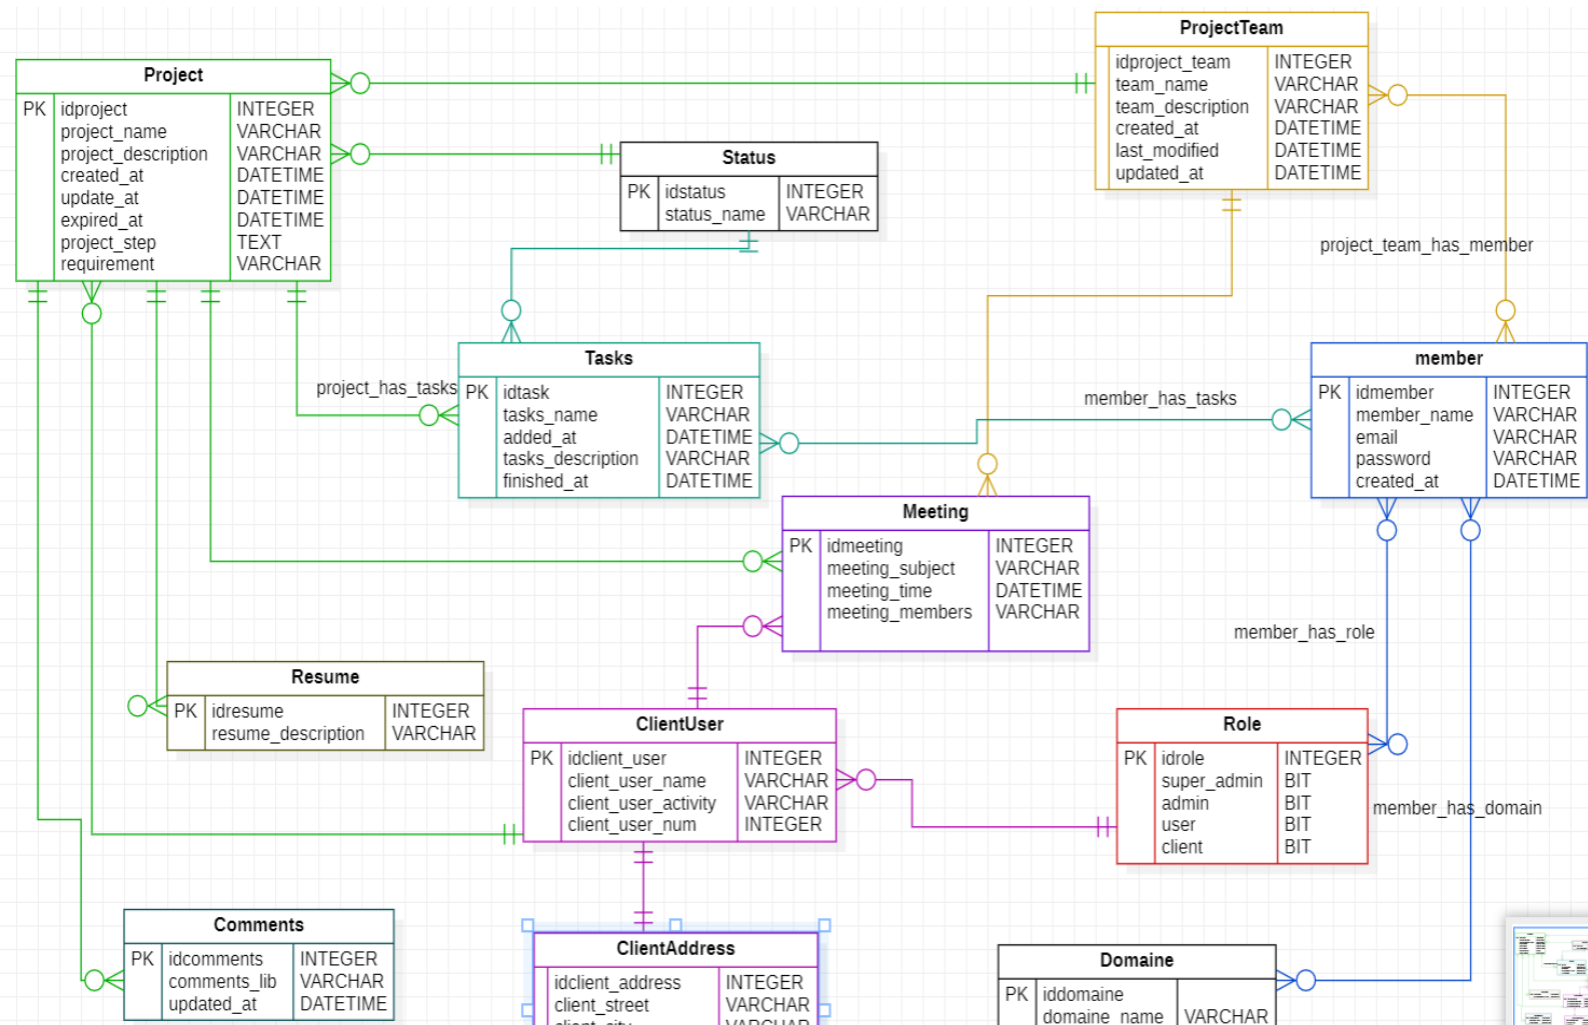 Project
PK idproject INTEGER
project_name VARCHAR
project_description VARCHAR
created_at DATETIME
update_at DATETIME
expired_at DATETIME
project_step TEXT
requirement VARCHAR
ProjectTeam
idproject_team INTEGER
team_name VARCHAR
team_description VARCHAR
created_at DATETIME
last_modified DATETIME
updated_at DATETIME
Status
PK idstatus INTEGER
status_name VARCHAR
project_team_has_member
Tasks
PK idtask INTEGER
tasks_name VARCHAR
added_at DATETIME
tasks_description VARCHAR
finished_at DATETIME
project_has_tasks
member_has_tasks
member
PK idmember INTEGER
member_name VARCHAR
email VARCHAR
password VARCHAR
created_at DATETIME
Meeting
PK idmeeting INTEGER
meeting_subject VARCHAR
meeting_time DATETIME
meeting_members VARCHAR
member_has_role
Resume
PK idresume INTEGER
resume_description VARCHAR
ClientUser
PK idclient_user INTEGER
client_user_name VARCHAR
client_user_activity VARCHAR
client_user_num INTEGER
Role
PK idrole INTEGER
super_admin BIT
admin BIT
user BIT
client BIT
member_has_domain
Comments
PK idcomments INTEGER
comments_lib VARCHAR
updated_at DATETIME
ClientAddress
idclient_address INTEGER
client_street VARCHAR
client_city VARCHAR
Domaine
PK iddomaine
domaine_name VARCHAR